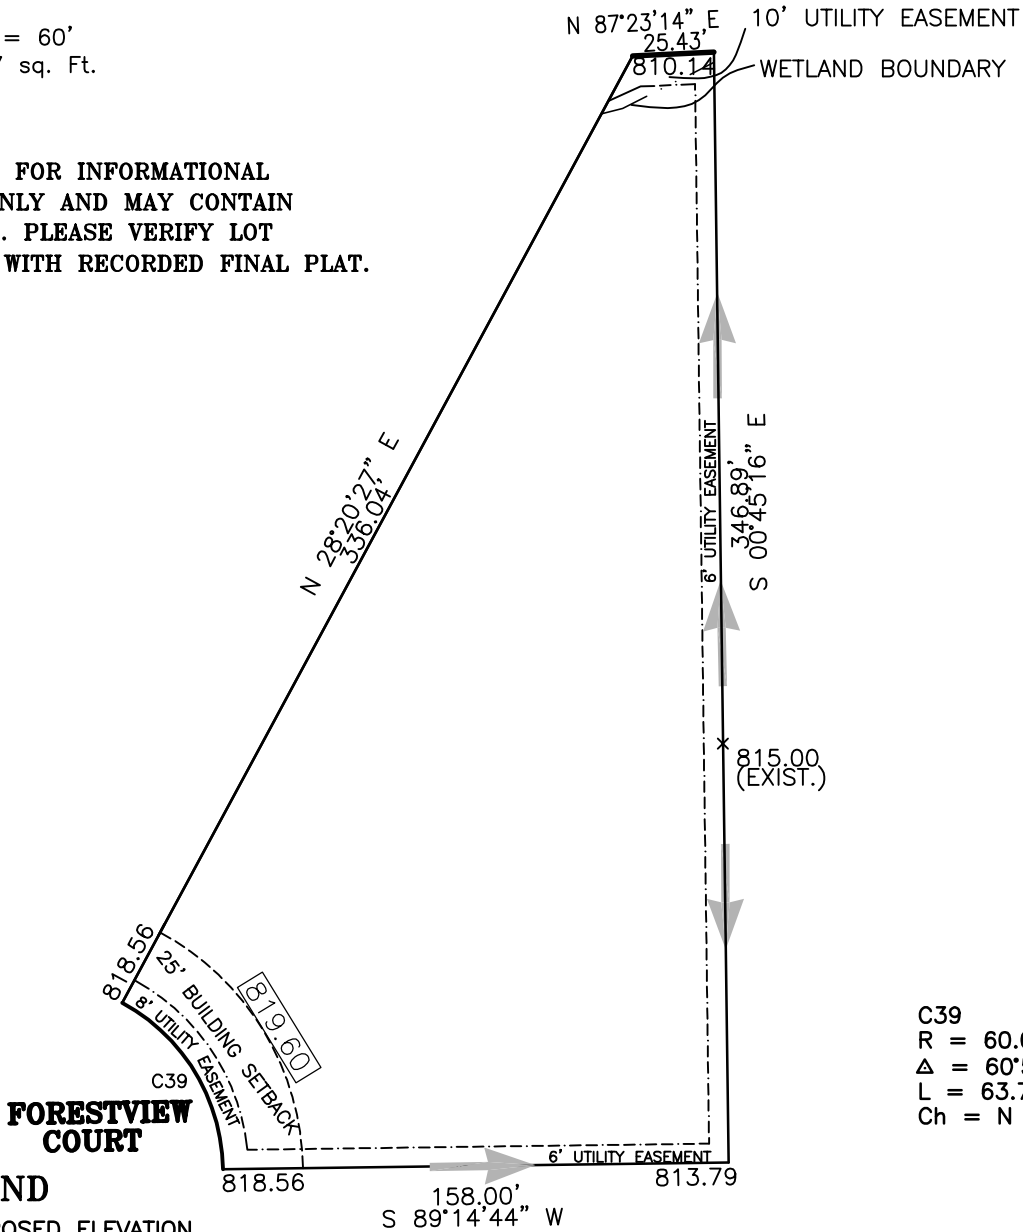 = 60'
sq. Ft.
N 87°23'14" E
25.43'
810.14
10' UTILITY EASEMENT
WETLAND BOUNDARY
FOR INFORMATIONAL
NLY AND MAY CONTAIN
. PLEASE VERIFY LOT
WITH RECORDED FINAL PLAT.
N 28°20'27" E
336.04'
6' UTILITY EASEMENT
346.89'
S 00°45'16" E
815.00
(EXIST.)
818.56
25' BUILDING SETBACK
819.60
8' UTILITY EASEMENT
C39
FORESTVIEW
COURT
C39
R = 60.
Δ = 60°
L = 63.7
Ch = N
6' UTILITY EASEMENT
818.56
813.79
158.00'
S 89°14'44" W
ND
OSED ELEVATION